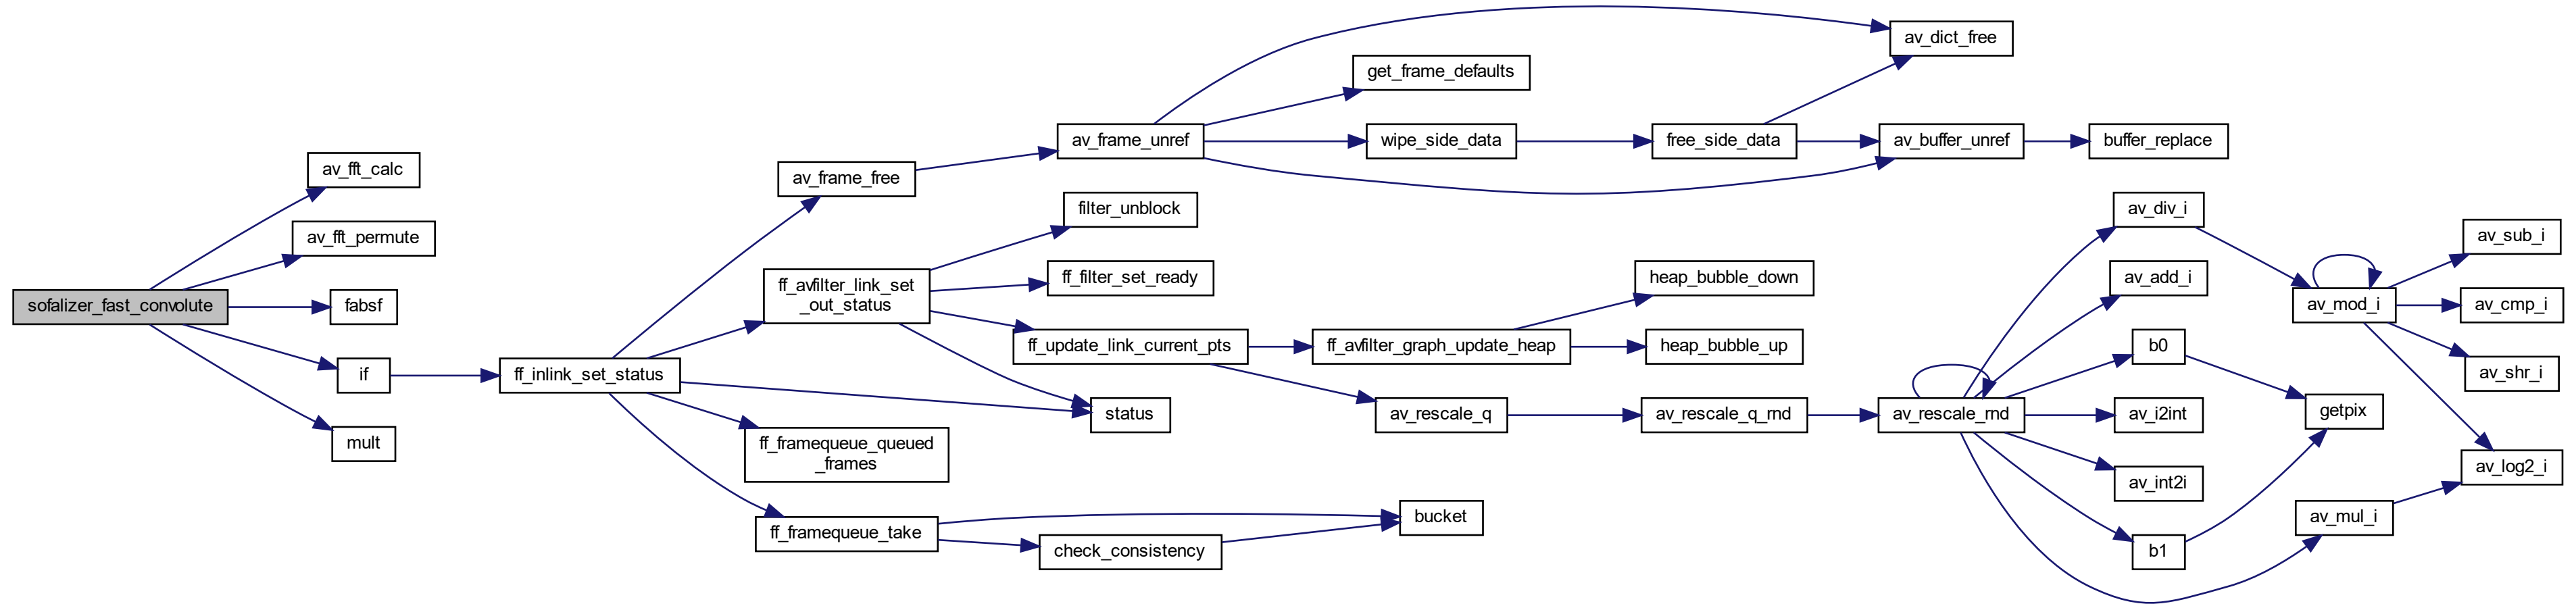 sofalizer_fast_convolute
av_fft_calc
av_fft_permute
fabsf
if
mult
ff_inlink_set_status
av_frame_free
ff_avfilter_link_set
_out_status
ff_framequeue_queued
_frames
ff_framequeue_take
av_frame_unref
filter_unblock
ff_filter_set_ready
ff_update_link_current_pts
status
check_consistency
get_frame_defaults
wipe_side_data
ff_avfilter_graph_update_heap
av_rescale_q
bucket
free_side_data
heap_bubble_down
heap_bubble_up
av_rescale_q_rnd
av_dict_free
av_buffer_unref
av_rescale_rnd
buffer_replace
av_div_i
av_add_i
b0
av_i2int
av_int2i
b1
av_mod_i
getpix
av_mul_i
av_sub_i
av_cmp_i
av_shr_i
av_log2_i